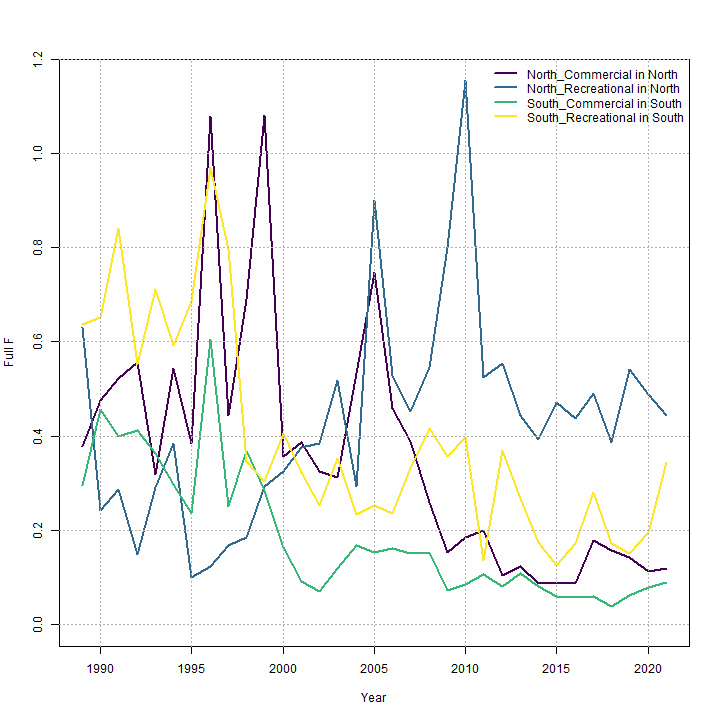 North_Commercial in North
North_Recreational in North
South_Commercial in South
South_Recreational in South
Full F
1.2
1.0
0.8
0.6
0.4
0.2
0.0
1990 1995 2000 2005 2010 2015 2020
Year